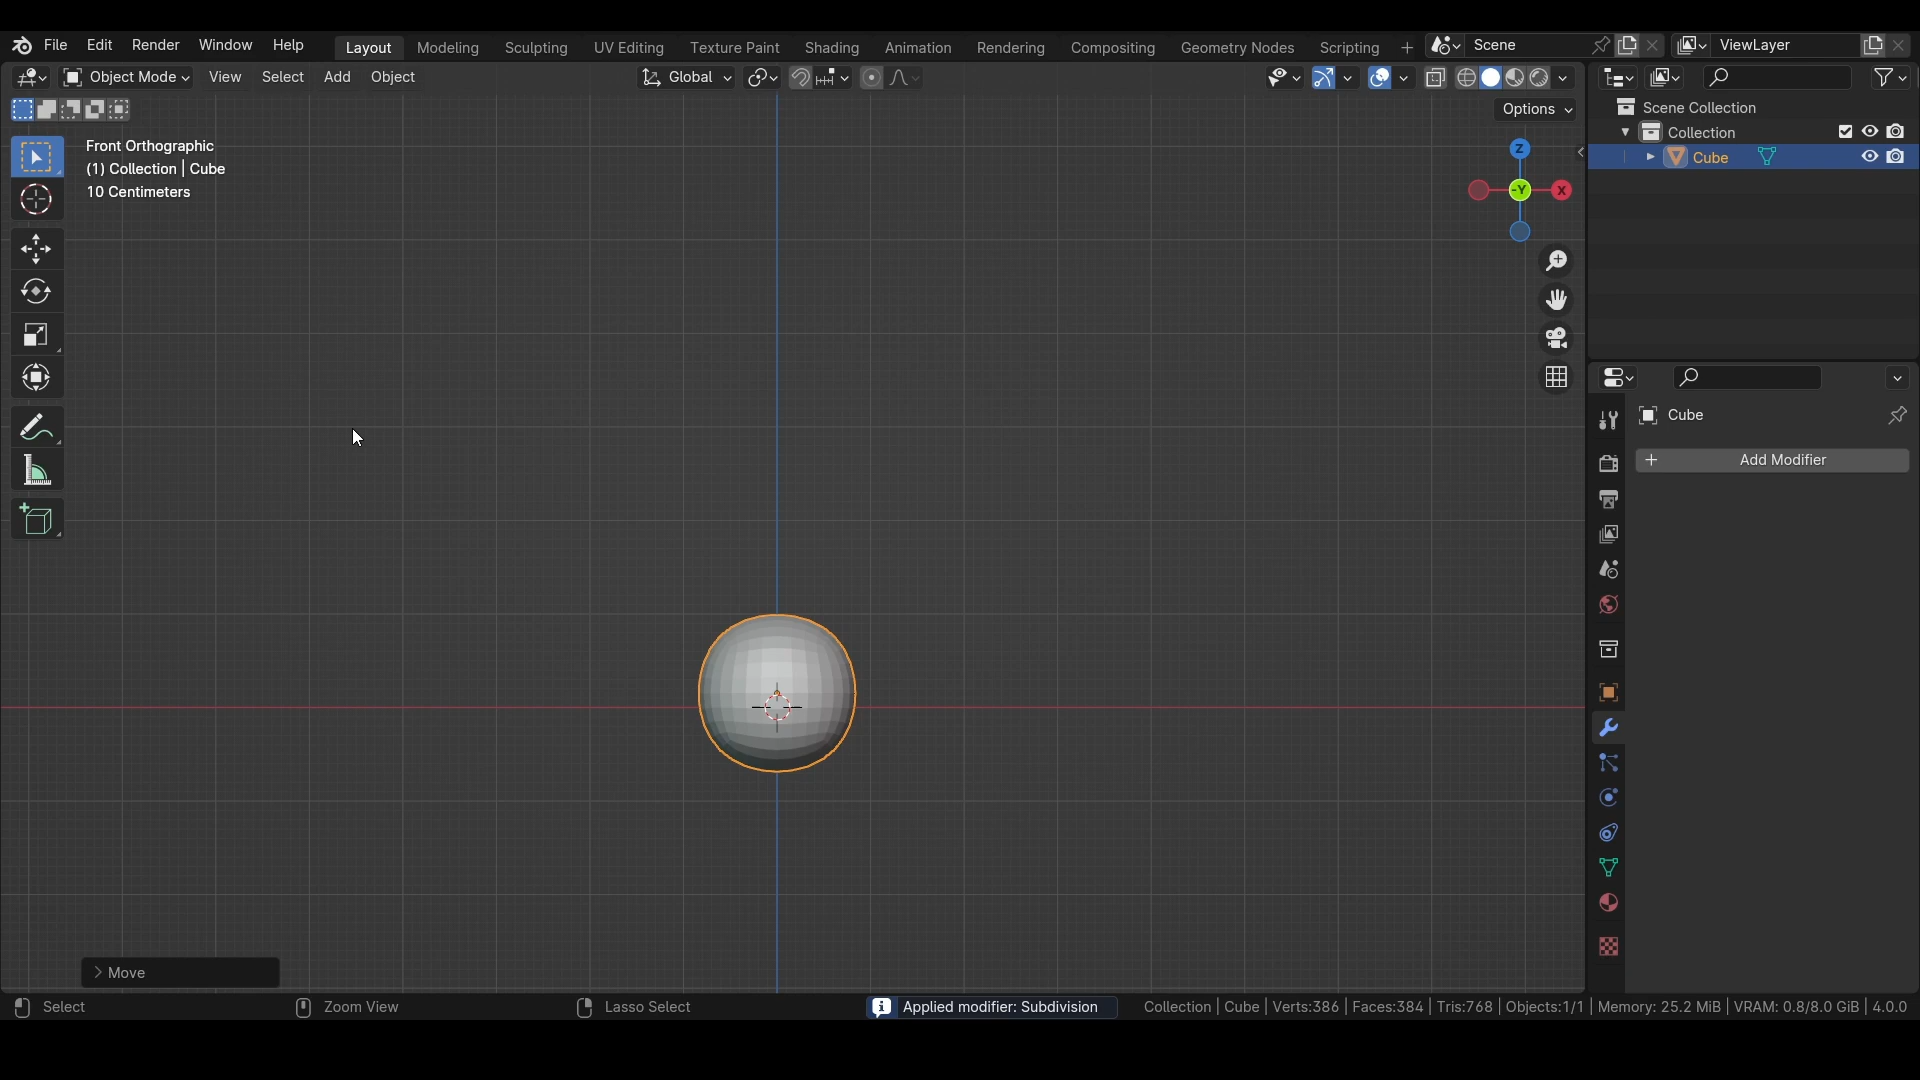 File Edit Render Window Help Layout Modeling Sculpting UV Editing Texture Paint Shading Animation Rendering Compositing Geometry Nodes Scripting + Scene ViewLayer
Object Mode View Select Add Object Global
Options
Front Orthographic
(1) Collection | Cube
10 Centimeters
Z
-Y
X
Scene Collection
Collection
Cube
Cube
+ Add Modifier
> Move
Select Zoom View Lasso Select Applied modifier: Subdivision Collection | Cube | Verts:386 | Faces:384 | Tris:768 | Objects:1/1 | Memory: 25.2 MiB | VRAM: 0.8/8.0 GiB | 4.0.0